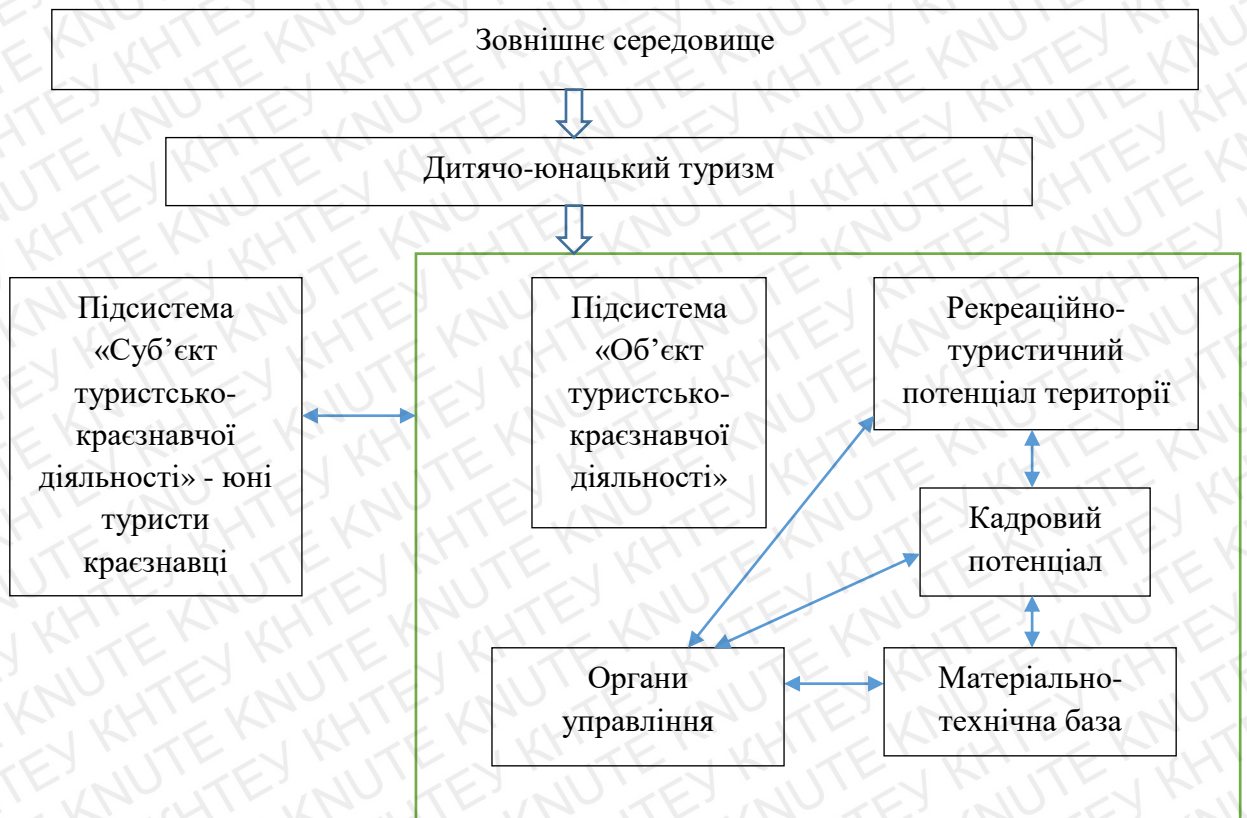 Зовнішнє середовище
Дитячо-юнацький туризм
Підсистема
«Суб’єкт
туристсько-
краєзнавчої
діяльності» - юні
туристи
краєзнавці
Підсистема
«Об’єкт
туристсько-
краєзнавчої
діяльності»
Рекреаційно-
туристичний
потенціал території
Кадровий
потенціал
Органи
управління
Матеріально-
технічна база